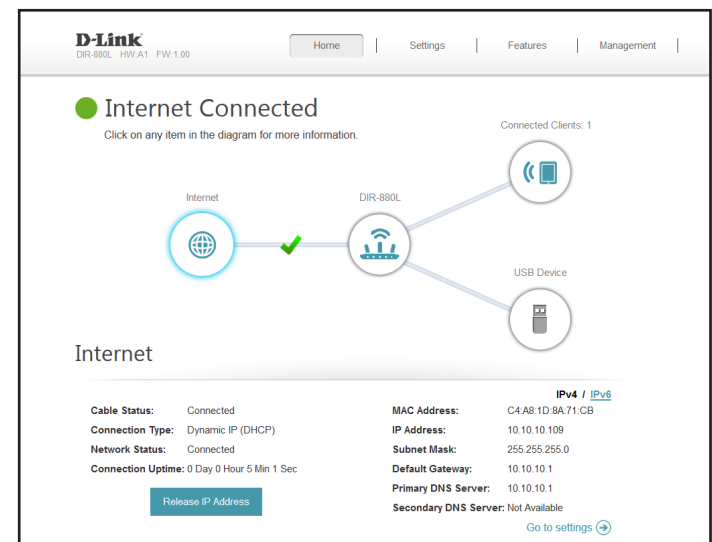 D-Link
DIR-880L HW:A1 FW:1.00
Home
Settings
Features
Management
Internet Connected
Click on any item in the diagram for more information.
Connected Clients: 1
Internet
DIR-880L
USB Device
Internet
IPv4 / IPv6
Cable Status: Connected
Connection Type: Dynamic IP (DHCP)
Network Status: Connected
Connection Uptime: 0 Day 0 Hour 5 Min 1 Sec
Release IP Address
MAC Address: C4:A8:1D:8A:71:CB
IP Address: 10.10.10.109
Subnet Mask: 255.255.255.0
Default Gateway: 10.10.10.1
Primary DNS Server: 10.10.10.1
Secondary DNS Server: Not Available
Go to settings